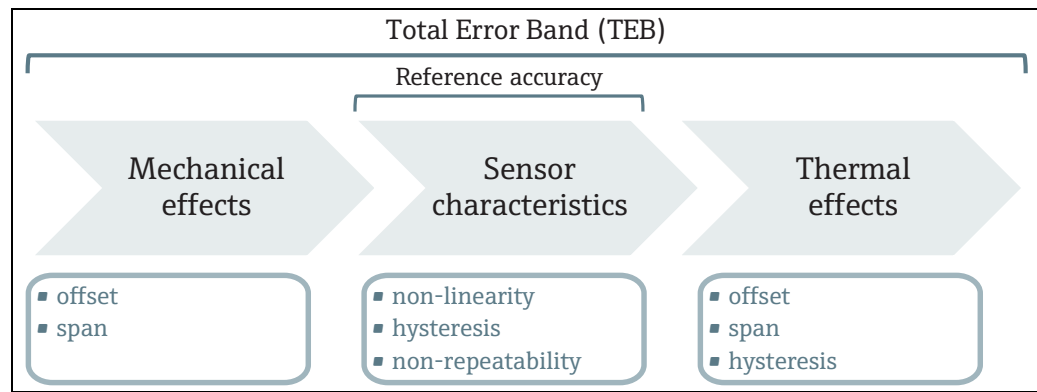 Total Error Band (TEB)
Reference accuracy
Mechanical
effects
Sensor
characteristics
Thermal
effects
▪ offset
▪ span
▪ non-linearity
▪ hysteresis
▪ non-repeatability
▪ offset
▪ span
▪ hysteresis